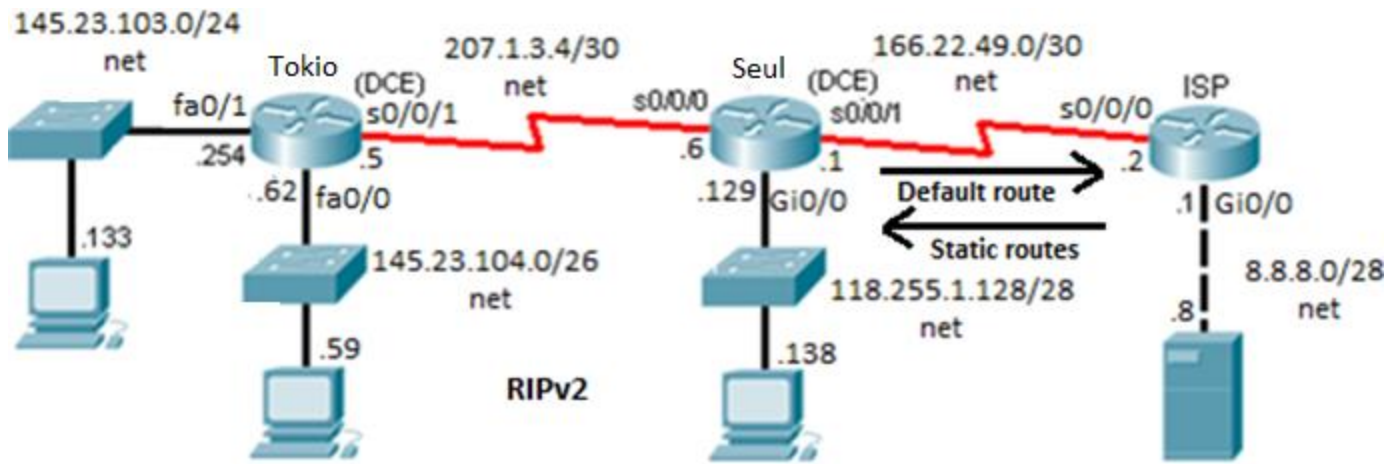 145.23.103.0/24
net
Tokio
207.1.3.4/30
net
Seul
166.22.49.0/30
net
ISP
fa0/1
(DCE)
s0/0/1
s0/0/0
(DCE)
s0/0/1
s0/0/0
.254
.5
.6
.1
.2
.62
fa0/0
.129
Gi0/0
Default route
.1
Gi0/0
Static routes
.133
145.23.104.0/26
net
118.255.1.128/28
net
8.8.8.0/28
net
.8
.59
.138
RIPv2